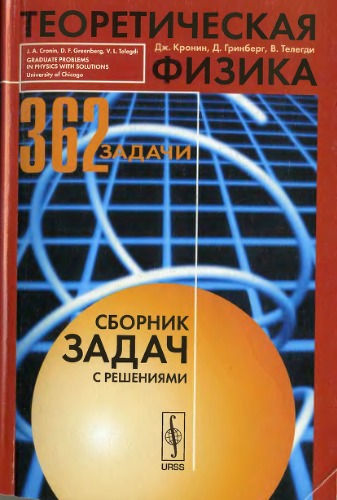 ТЕОРЕТИЧЕСКАЯ
J. A. Cronin, D. F. Greenberg, V. L. Telegdi
GRADUATE PROBLEMS
IN PHYSICS WITH SOLUTIONS
University of Chicago
Дж. Кронин, Д. Гринберг, В. Телегди
ФИЗИКА
362 ЗАДАЧИ
СБОРНИК
ЗАДАЧ
С РЕШЕНИЯМИ
URSS